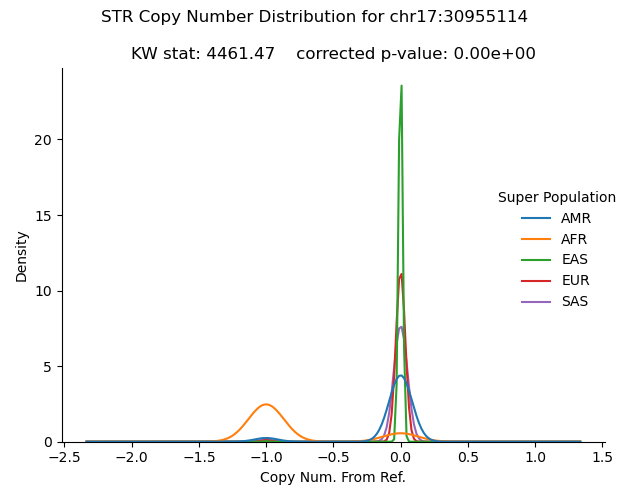 STR Copy Number Distribution for chr17:30955114
KW stat: 4461.47    corrected p-value: 0.00e+00
Density
20
15
10
5
0
−2.5
−2.0
−1.5
−1.0
−0.5
0.0
0.5
1.0
1.5
Copy Num. From Ref.
Super Population
AMR
AFR
EAS
EUR
SAS